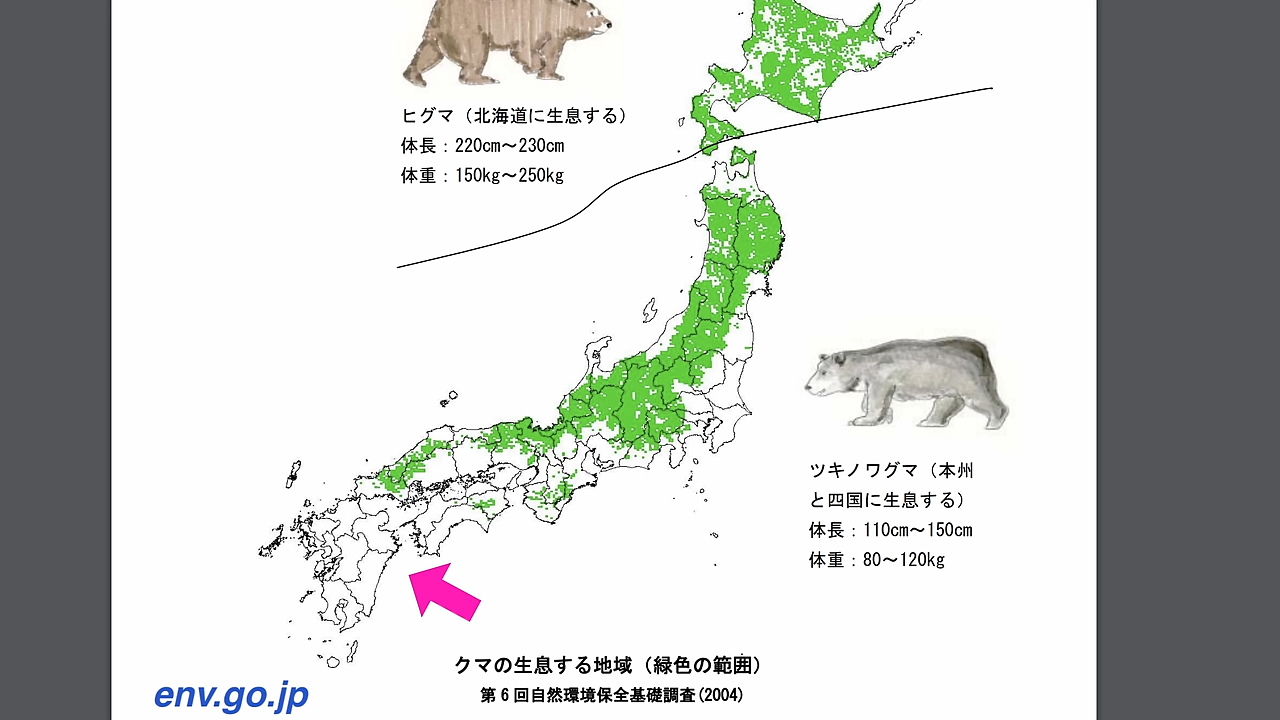 ヒグマ（北海道に生息する）
体長：220cm～230cm
体重：150kg～250kg
ツキノワグマ（本州
と四国に生息する）
体長：110cm～150cm
体重：80～120kg
クマの生息する地域（緑色の範囲）
第６回自然環境保全基礎調査(2004)
env.go.jp